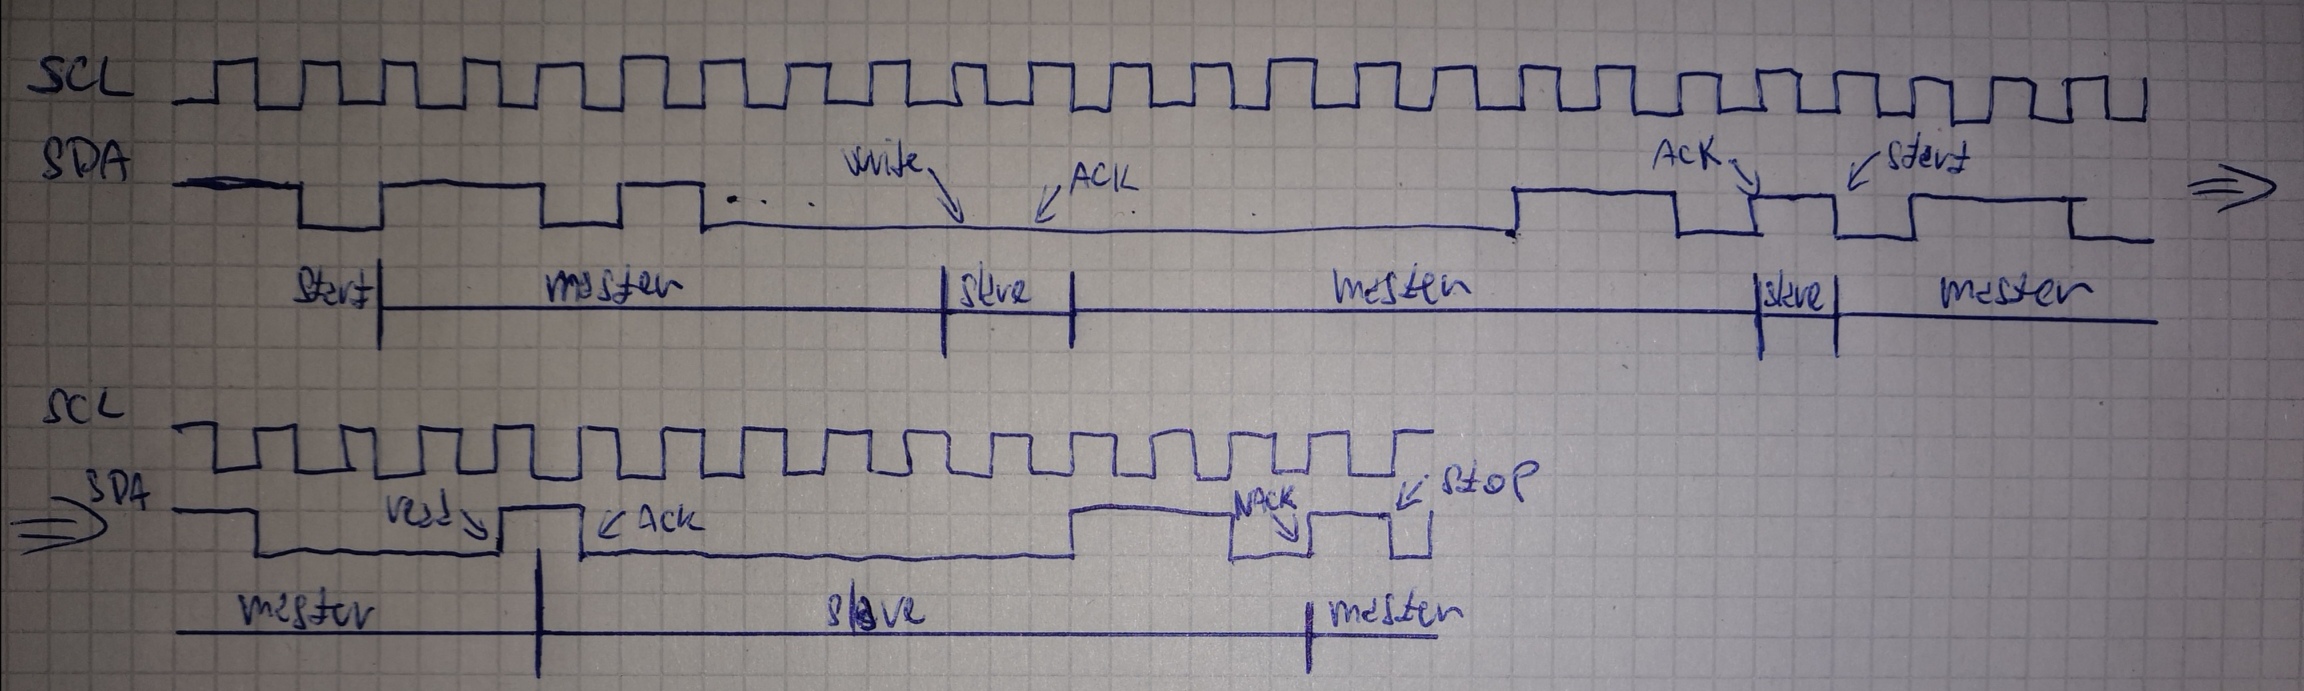 SCL
SDA
write
ACK
ACK
start
start
master
slave
master
slave
master
SCL
SDA
read
ACK
NACK
stop
master
slave
master